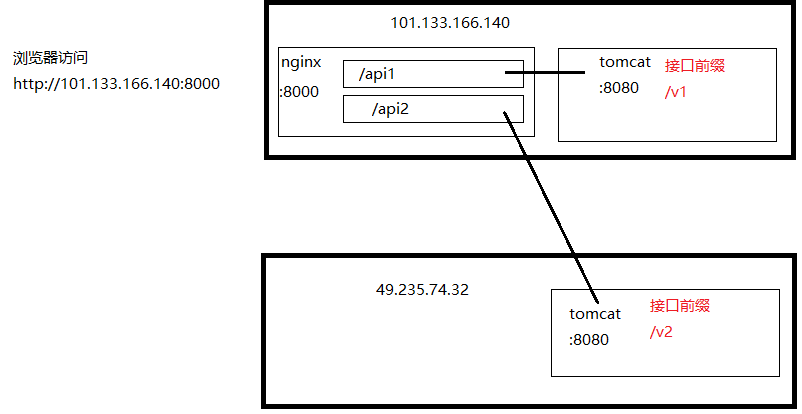 101.133.166.140
浏览器访问
http://101.133.166.140:8000
nginx
:8000
/api1
/api2
tomcat
:8080
接口前缀
/v1
49.235.74.32
tomcat
:8080
接口前缀
/v2